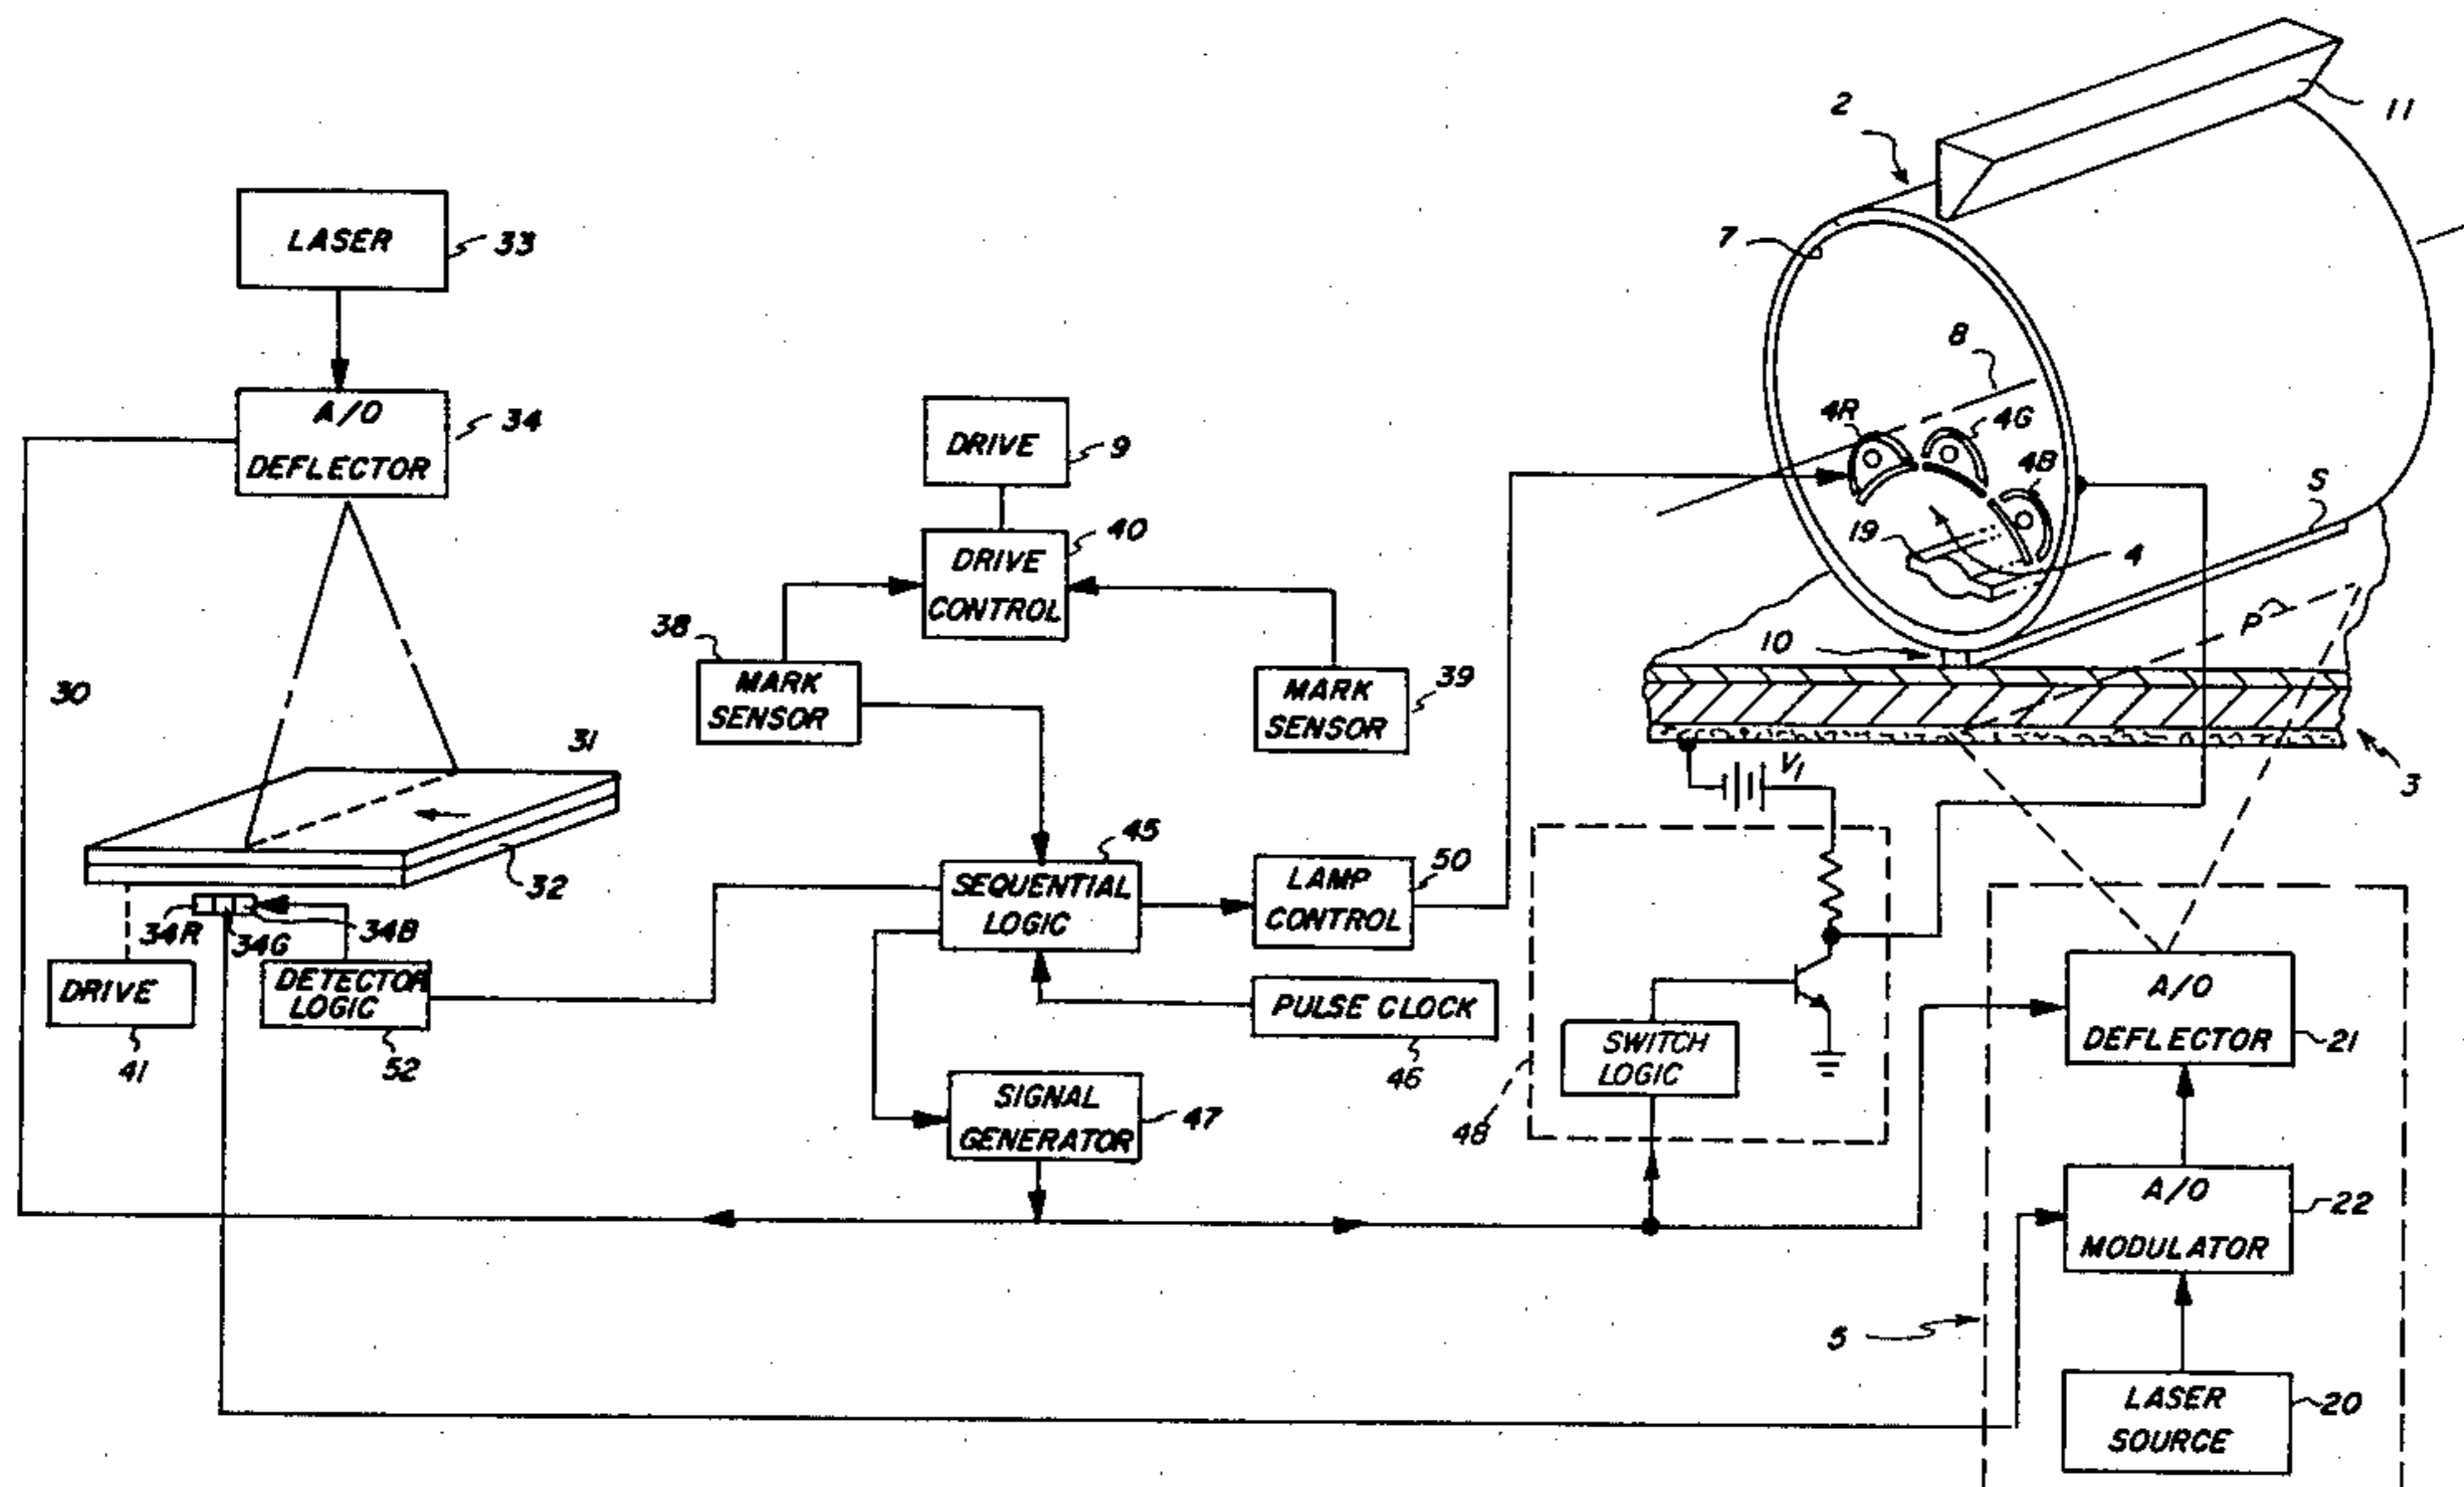 2
11
LASER
33
7
8
A/O
DEFLECTOR
34
4R
4G
4B
DRIVE
9
S
19
4
DRIVE
CONTROL
40
P
38
10
30
MARK
SENSOR
MARK
SENSOR
39
31
V1
3
32
45
SEQUENTIAL
LOGIC
LAMP
CONTROL
50
34R
34G
34B
DRIVE
41
DETECTOR
LOGIC
52
PULSE CLOCK
46
SWITCH
LOGIC
48
A/O
DEFLECTOR
21
SIGNAL
GENERATOR
47
A/O
MODULATOR
22
5
LASER
SOURCE
20